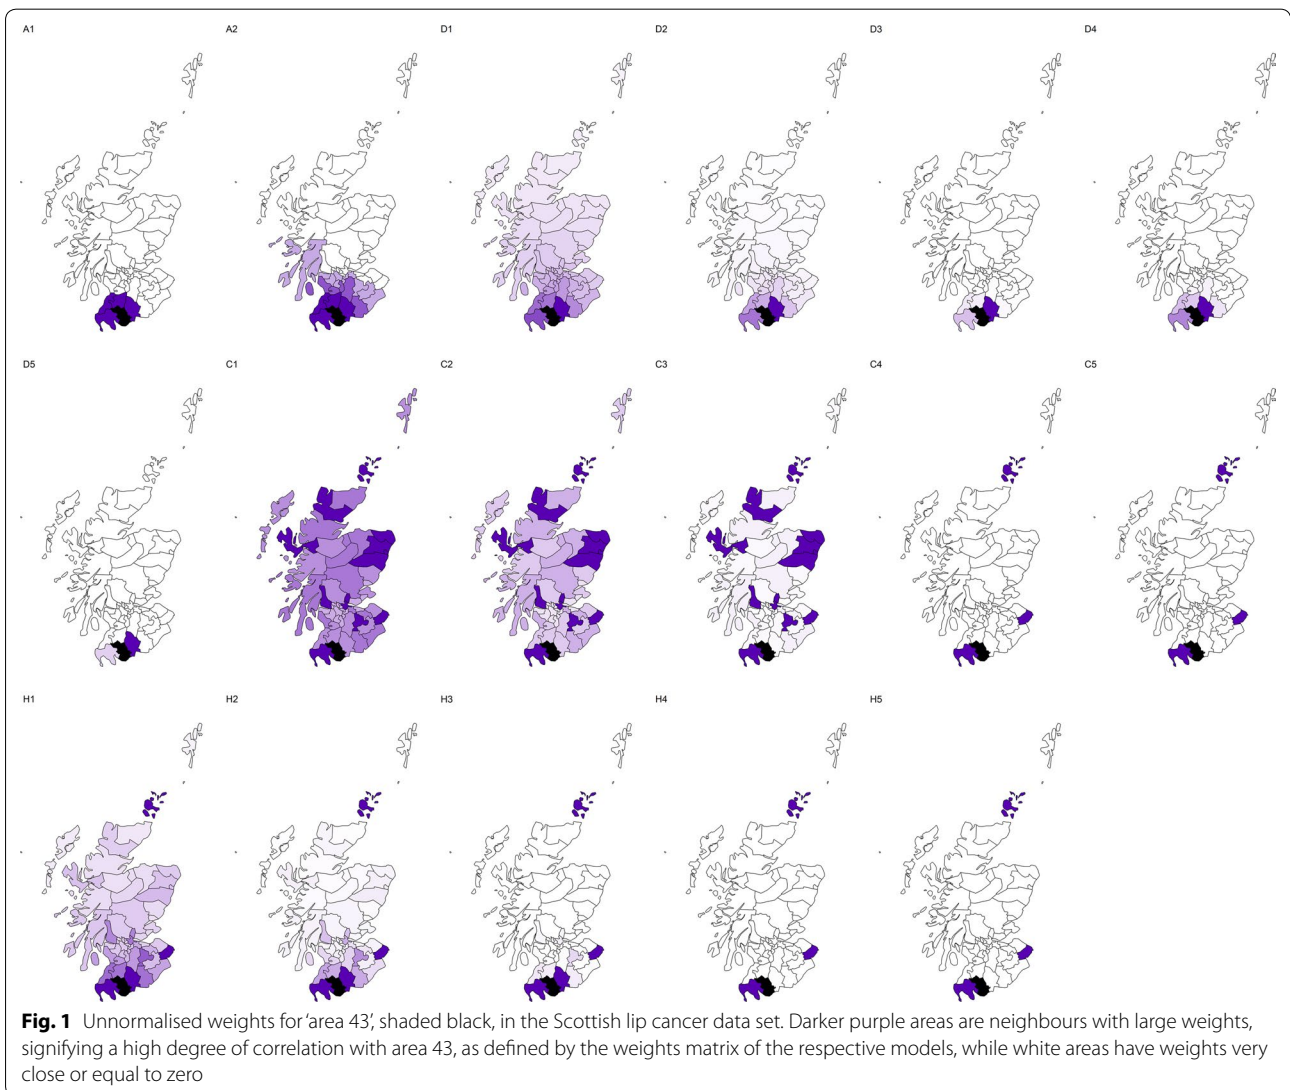 A1 A2 D1 D2 D3 D4
D5 C1 C2 C3 C4 C5
H1 H2 H3 H4 H5
Fig. 1 Unnormalised weights for ‘area 43’, shaded black, in the Scottish lip cancer data set. Darker purple areas are neighbours with large weights,
signifying a high degree of correlation with area 43, as defined by the weights matrix of the respective models, while white areas have weights very
close or equal to zero